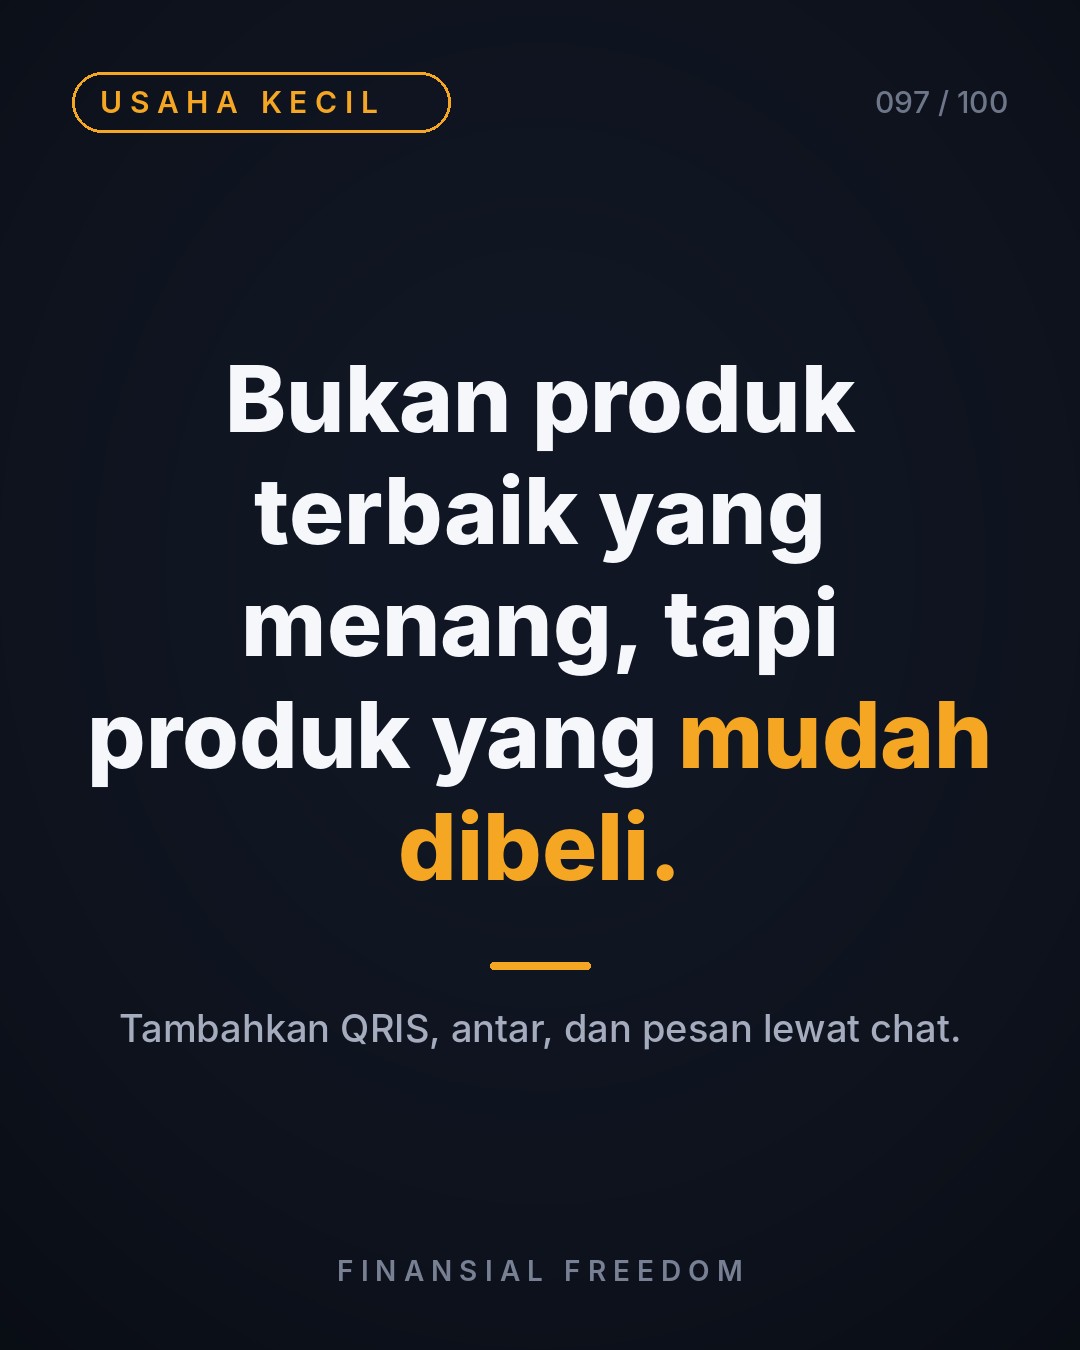 USAHA KECIL
097 / 100
Bukan produk
terbaik yang
menang, tapi
produk yang mudah
dibeli.
Tambahkan QRIS, antar, dan pesan lewat chat.
FINANSIAL FREEDOM